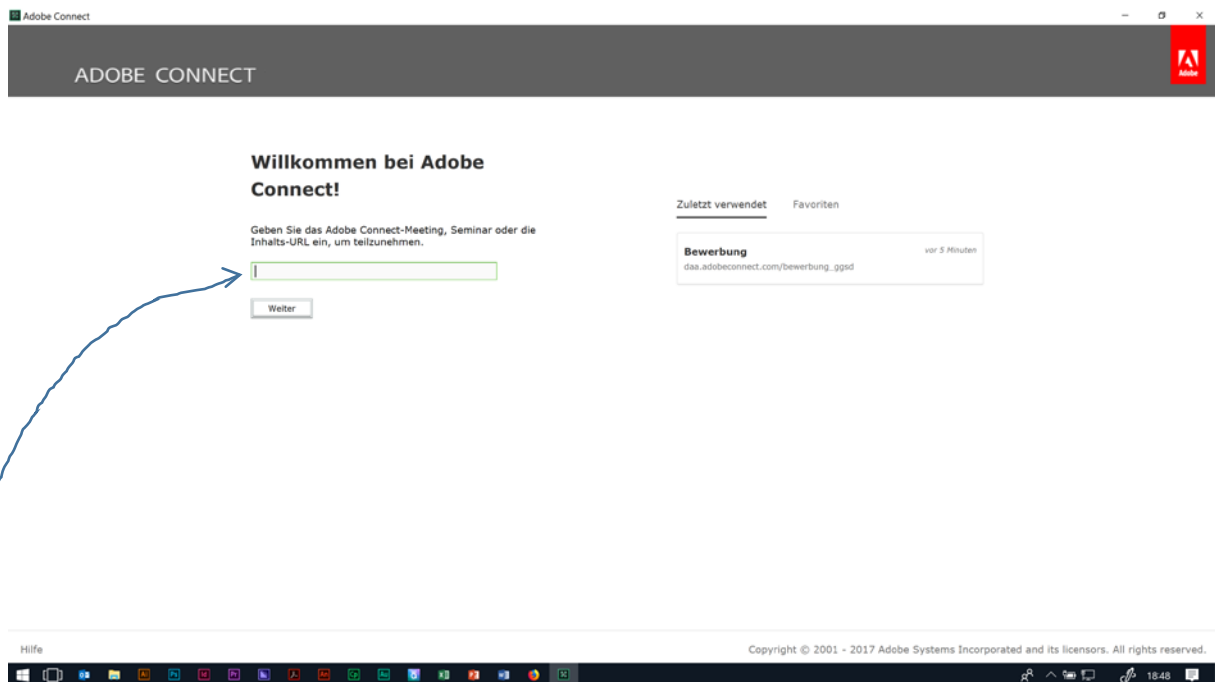 Adobe Connect
ADOBE CONNECT
Adobe
Willkommen bei Adobe
Connect!
Geben Sie das Adobe Connect-Meeting, Seminar oder die
Inhalts-URL ein, um teilzunehmen.
Weiter
Zuletzt verwendet Favoriten
Bewerbung vor 5 Minuten
daa.adobeconnect.com/bewerbung_ggsd
Hilfe
Copyright © 2001 - 2017 Adobe Systems Incorporated and its licensors. All rights reserved.
18:48